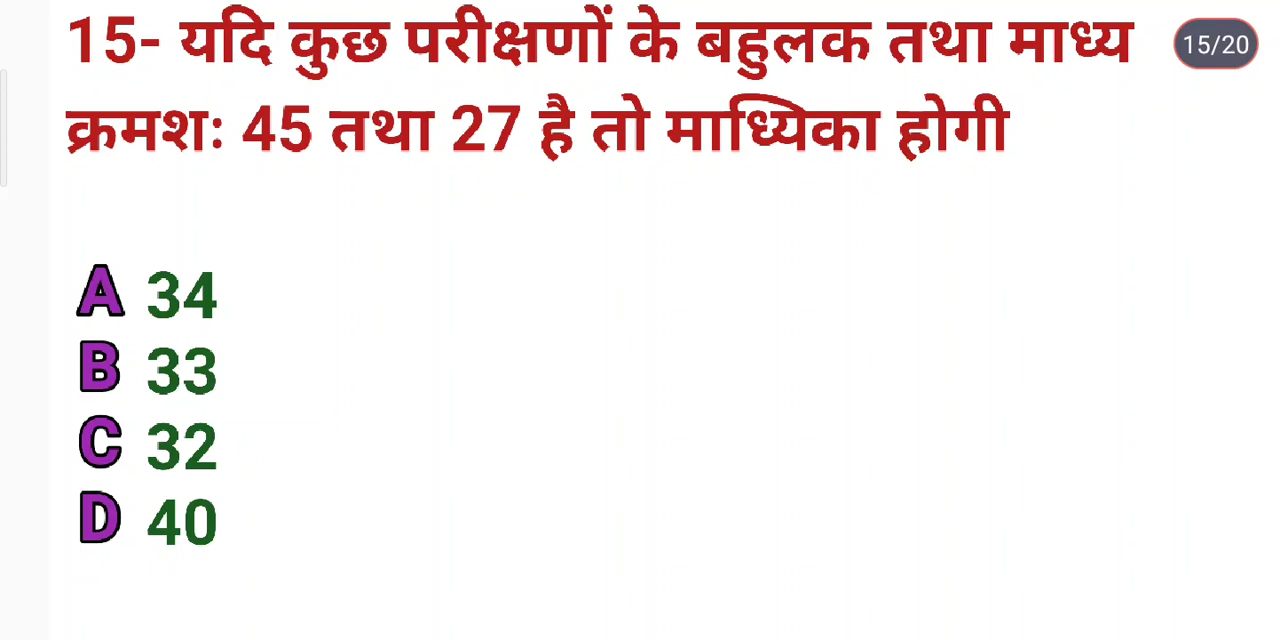 15- यदि कुछ परीक्षणों के बहुलक तथा माध्य
15/20
क्रमशः 45 तथा 27 है तो माध्यिका होगी
A 34
B 33
C 32
D 40